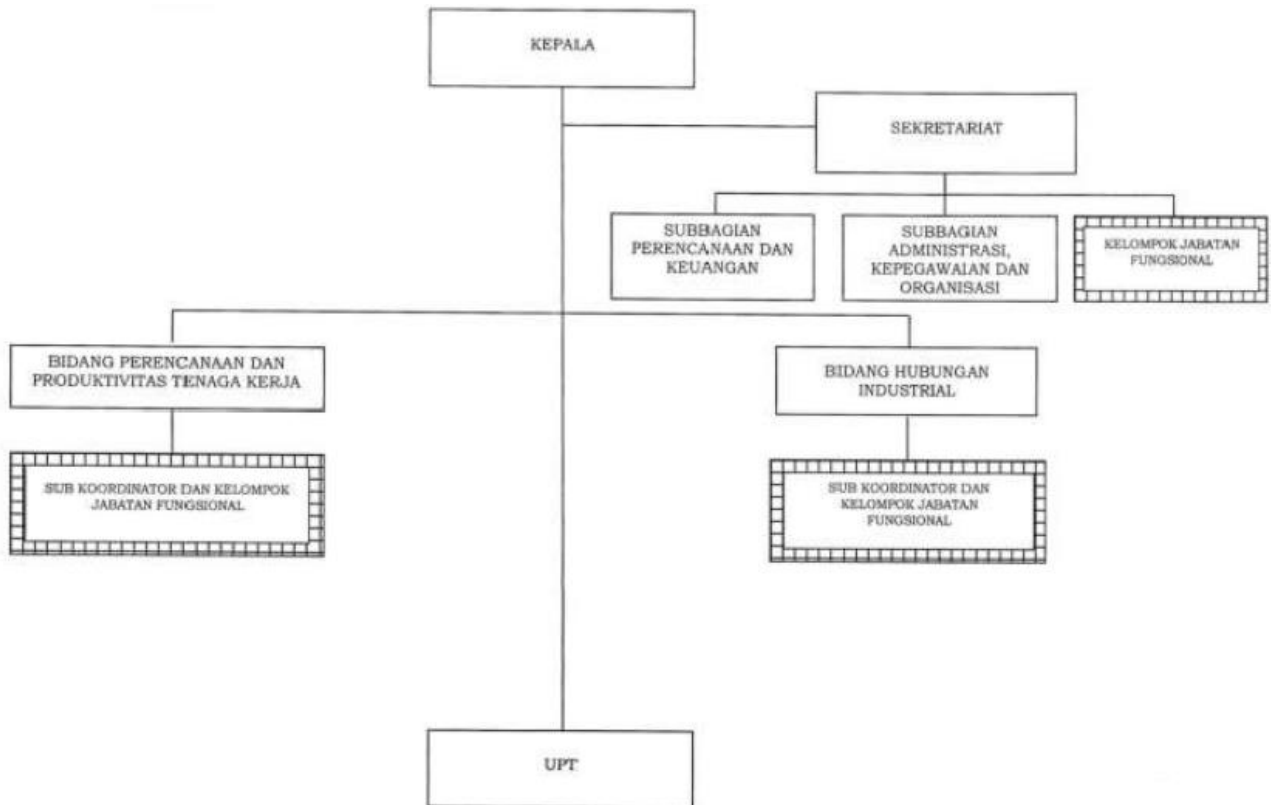 KEPALA
SEKRETARIAT
SUBBAGIAN
PERENCANAAN DAN
KEUANGAN
SUBBAGIAN
ADMINISTRASI,
KEPEGAWAIAN DAN
ORGANISASI
KELOMPOK JABATAN
FUNGSIONAL
BIDANG PERENCANAAN DAN
PRODUKTIVITAS TENAGA KERJA
BIDANG HUBUNGAN
INDUSTRIAL
SUB KOORDINATOR DAN KELOMPOK
JABATAN FUNGSIONAL
SUB KOORDINATOR DAN
KELOMPOK JABATAN
FUNGSIONAL
UPT